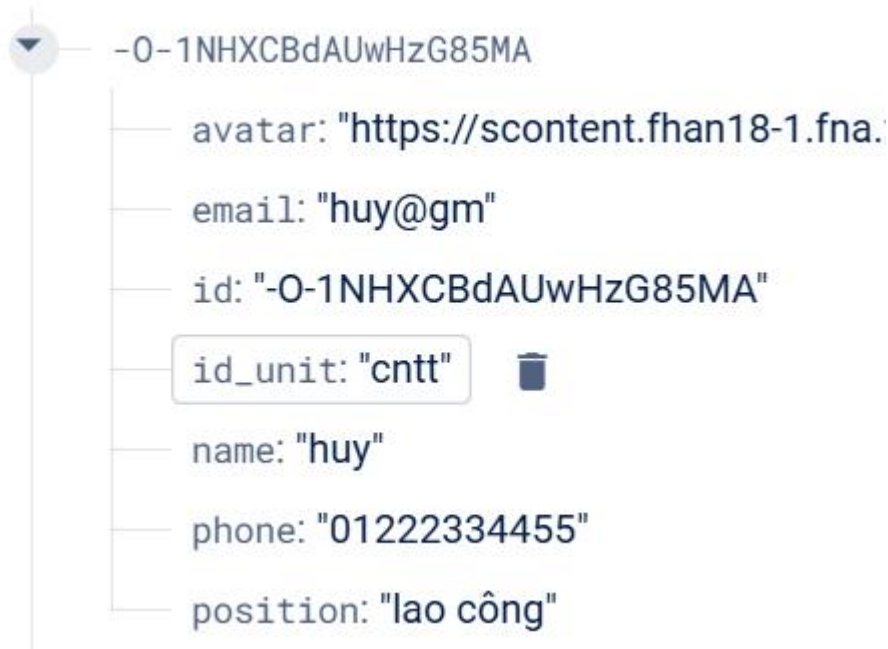 -O-1NHXCBdAUwHzG85MA
avatar: "https://scontent.fhan18-1.fna.
email: "huy@gm"
id: "-O-1NHXCBdAUwHzG85MA"
id_unit: "cntt"
name: "huy"
phone: "01222334455"
position: "lao công"